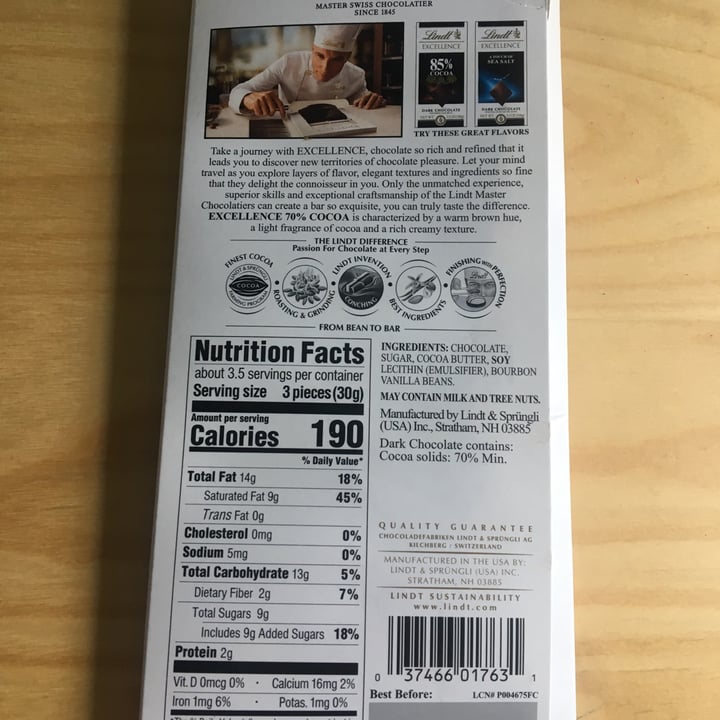 MASTER SWISS CHOCOLATIER
SINCE 1845
Lindt
EXCELLENCE
85%
COCOA
DARK CHOCOLATE
Lindt
EXCELLENCE
A TOUCH OF
SEA SALT
DARK CHOCOLATE
TRY THESE GREAT FLAVORS
Take a journey with EXCELLENCE, chocolate so rich and refined that it
leads you to discover new territories of chocolate pleasure. Let your mind
travel as you explore layers of flavor, elegant textures and ingredients so fine
that they delight the connoisseur in you. Only the unmatched experience,
superior skills and exceptional craftsmanship of the Lindt Master
Chocolatiers can create a bar so exquisite, you can truly taste the difference.
EXCELLENCE 70% COCOA is characterized by a warm brown hue,
a light fragrance of cocoa and a rich creamy texture.
THE LINDT DIFFERENCE
Passion For Chocolate at Every Step
FINEST COCOA
LINDT & SPRÜNGLI
COCOA
FARMING PROGRAM
ROASTING & GRINDING
LINDT INVENTION
CONCHING
BEST INGREDIENTS
FINISHING WITH PERFECTION
Lindt
FROM BEAN TO BAR
Nutrition Facts
about 3.5 servings per container
Serving size 3 pieces (30g)
Amount per serving
Calories 190
% Daily Value*
Total Fat 14g 18%
Saturated Fat 9g 45%
Trans Fat 0g
Cholesterol 0mg 0%
Sodium 5mg 0%
Total Carbohydrate 13g 5%
Dietary Fiber 2g 7%
Total Sugars 9g
Includes 9g Added Sugars 18%
Protein 2g
Vit. D 0mcg 0% • Calcium 16mg 2%
Iron 1mg 6% • Potas. 1mg 0%
INGREDIENTS: CHOCOLATE,
SUGAR, COCOA BUTTER, SOY
LECITHIN (EMULSIFIER), BOURBON
VANILLA BEANS.
MAY CONTAIN MILK AND TREE NUTS.
Manufactured by Lindt & Sprüngli
(USA) Inc., Stratham, NH 03885
Dark Chocolate contains:
Cocoa solids: 70% Min.
QUALITY GUARANTEE
CHOCOLADEFABRIKEN LINDT & SPRÜNGLI AG
KILCHBERG / SWITZERLAND
MANUFACTURED IN THE USA BY:
LINDT & SPRÜNGLI (USA) INC.
STRATHAM, NH 03885
LINDT SUSTAINABILITY
www.lindt.com
0 37466 01763 1
Best Before: LCN# P004675FC